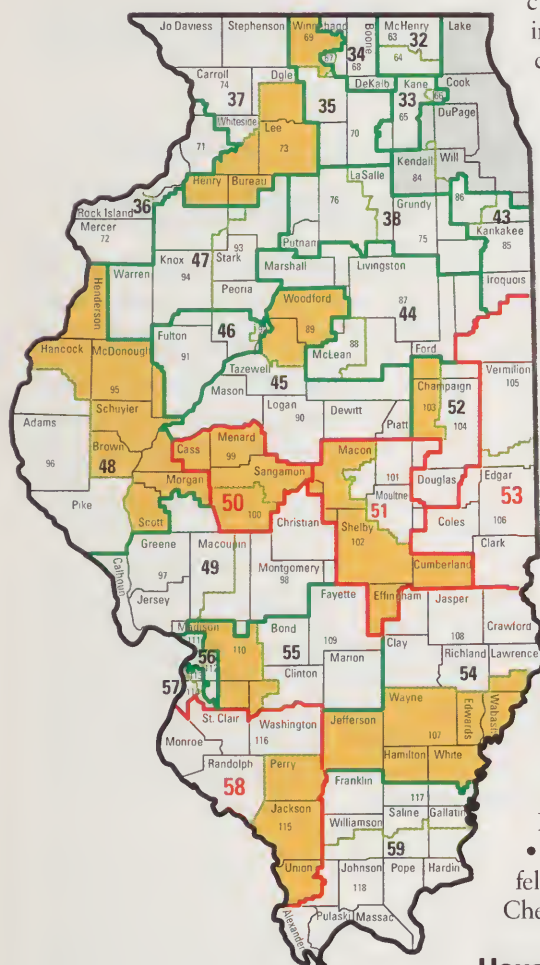 Jo Daviess Stephenson Winnebago 69 Boone McHenry 63 32 Lake
67 34 68 64
Carroll 74 Ogle DeKalb Kane 66 Cook
37 35 33 65 DuPage
Whiteside Lee 70
71 73 Kendall Will
84
Henry Bureau LaSalle 86
Rock Island 36 76 38 Grundy 43
Mercer 72 Putnam 75 Kankakee 85
Knox 47 Stark 93
94 Marshall Livingston
Warren Peoria Iroquois
Henderson Woodford 87
46 89 44
Fulton 91 McLean 88 Ford
Hancock McDonough Tazewell 45 Champaign Vermilion
95 Mason 103 52 105
Schuyler Logan 90 Dewitt 104
Adams 96 Menard Piatt
Brown Cass 99 Macon
48 Sangamon 101 Douglas Edgar
Morgan 50 100 51 Moultrie 53
Pike Christian Coles 106
Scott Shelby 102
Greene Macoupin Clark
97 49 Montgomery Cumberland
98
Calhoun Jersey Fayette Effingham Jasper
Crawford
Madison 111 110 Bond 109 Clay 108
56 112 55 Richland Lawrence
57 113 Clinton Marion 54
114
Wayne Edwards Wabash
St. Clair Washington Jefferson 107
Monroe 116
Hamilton White
Randolph Perry
58 Franklin 117
Jackson Williamson Saline Gallatin
115 59
Union Johnson Pope Hardin
118
Alexander Pulaski Massac
c
in
c
•
fel
Che